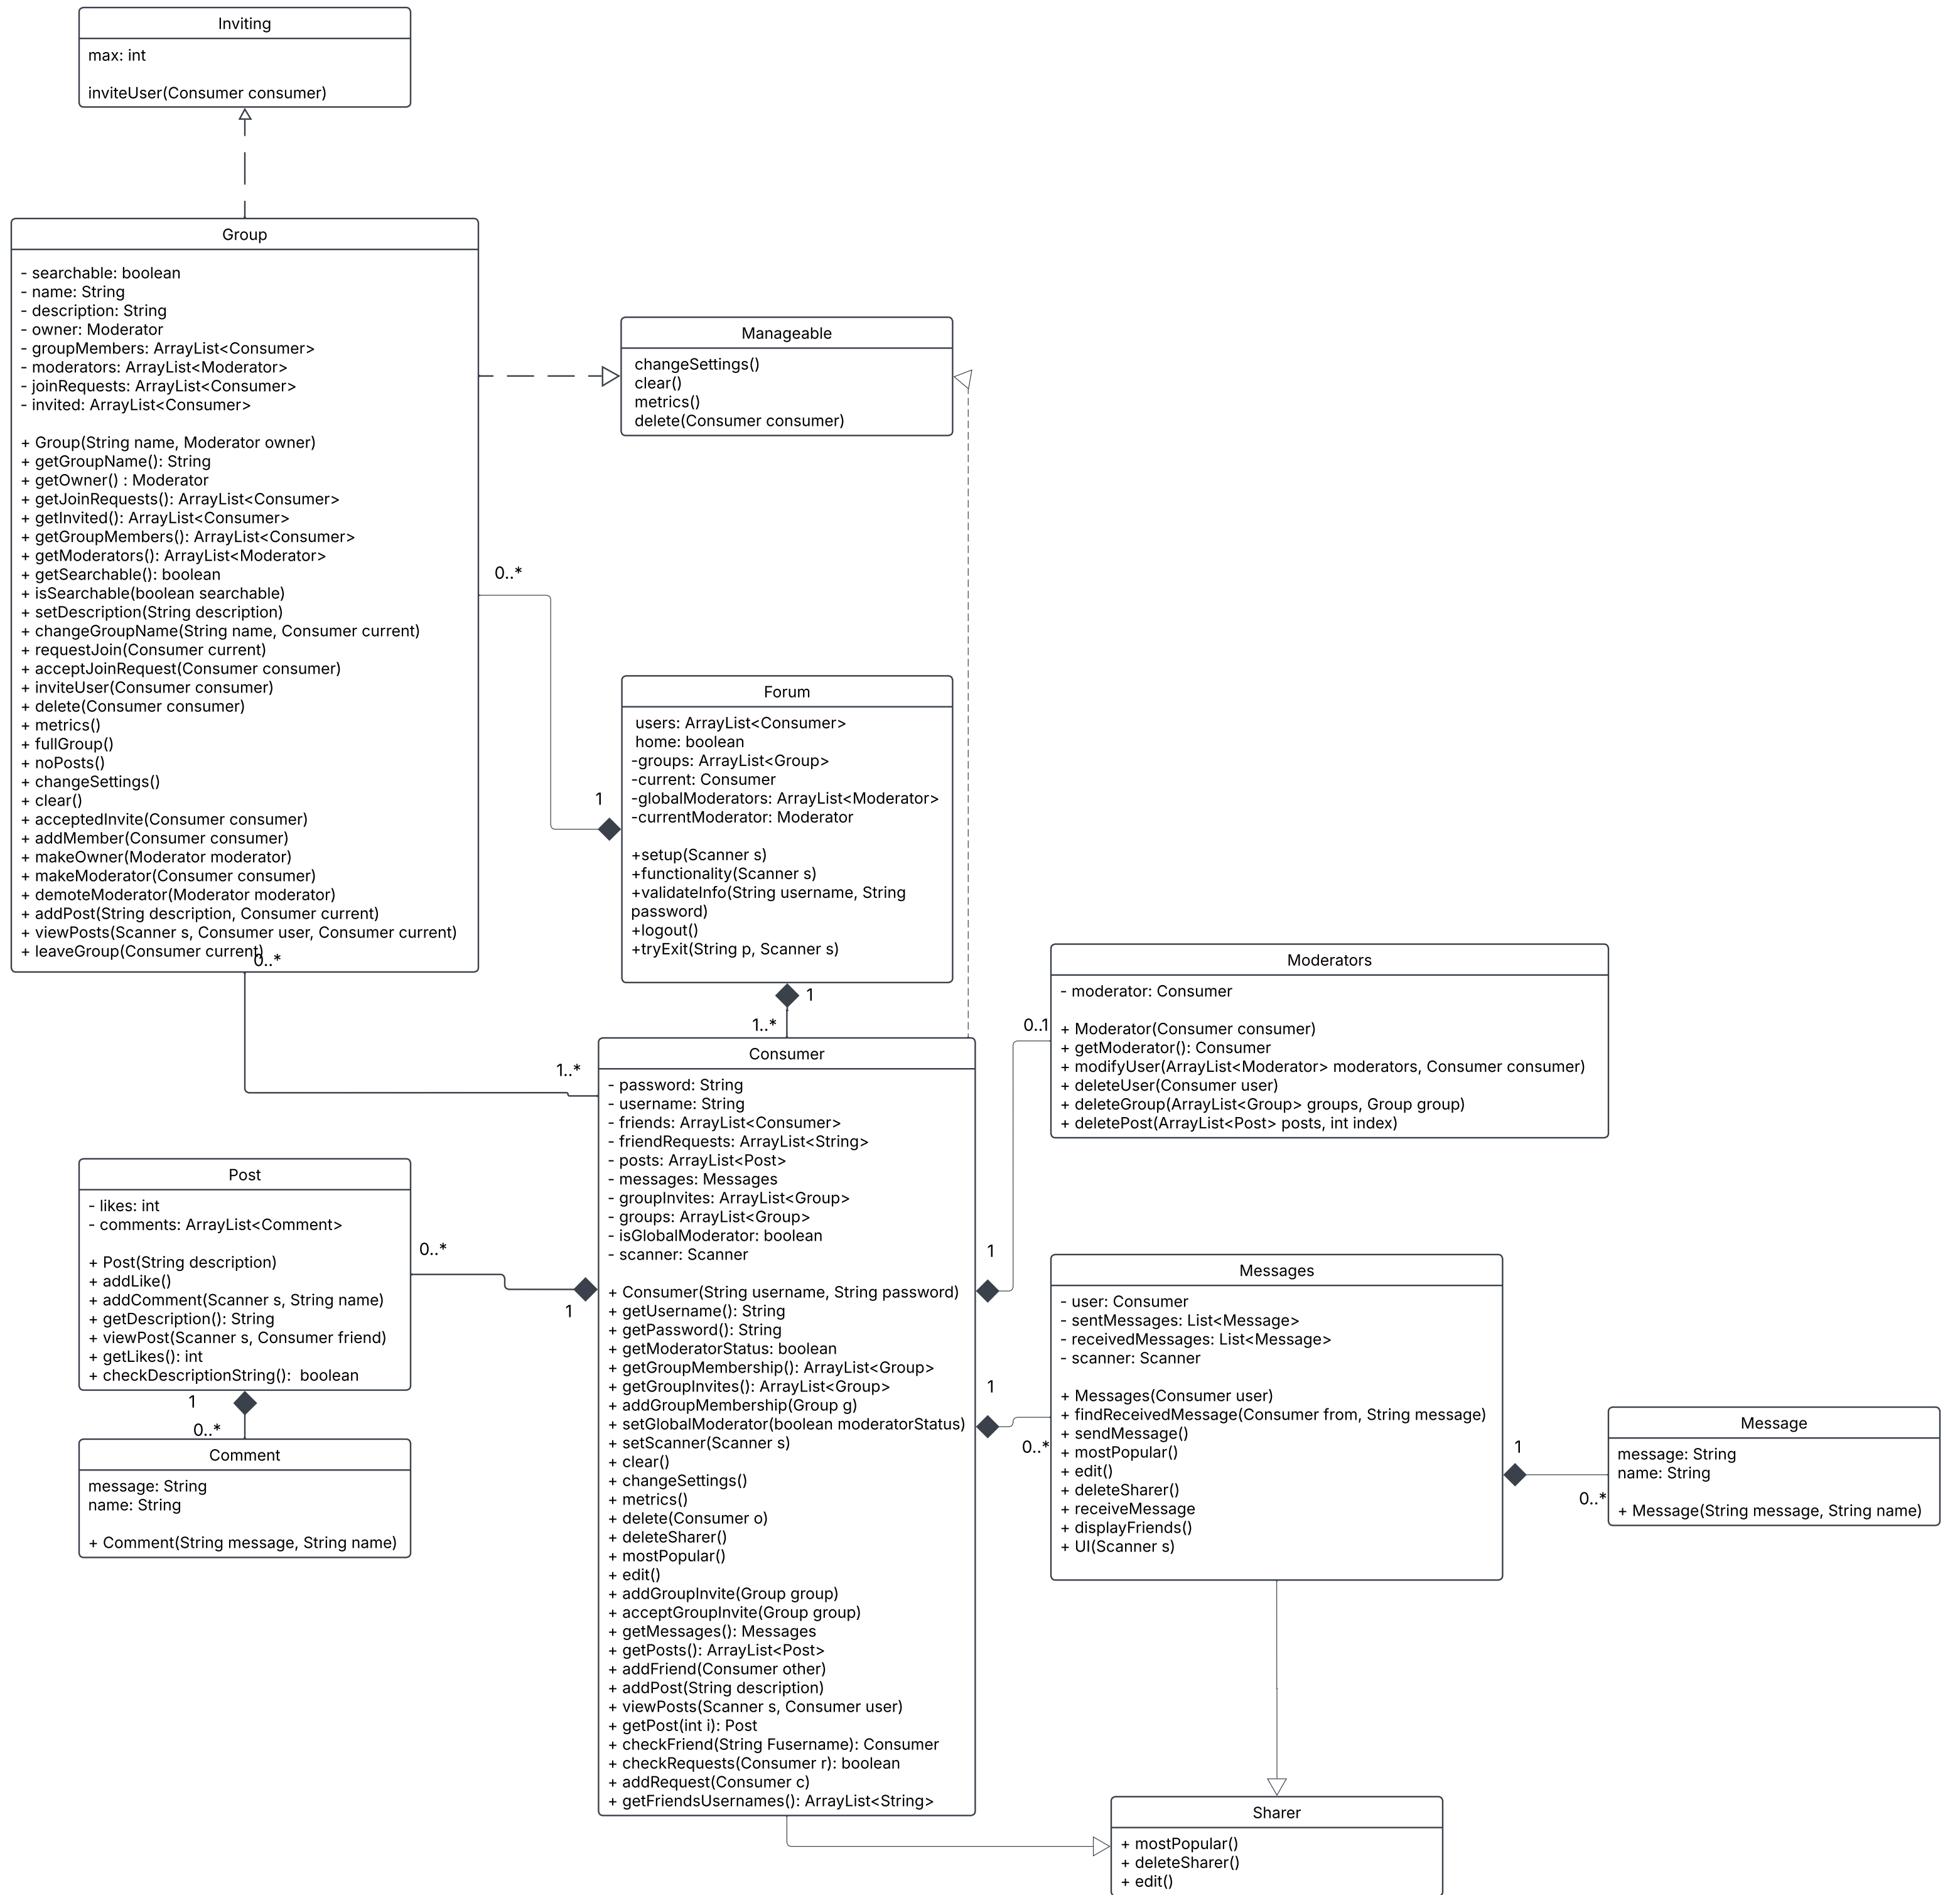 Inviting
max: int
inviteUser(Consumer consumer)
Group
- searchable: boolean
- name: String
- description: String
- owner: Moderator
- groupMembers: ArrayList<Consumer>
- moderators: ArrayList<Moderator>
- joinRequests: ArrayList<Consumer>
- invited: ArrayList<Consumer>
+ Group(String name, Moderator owner)
+ getGroupName(): String
+ getOwner() : Moderator
+ getJoinRequests(): ArrayList<Consumer>
+ getInvited(): ArrayList<Consumer>
+ getGroupMembers(): ArrayList<Consumer>
+ getModerators(): ArrayList<Moderator>
+ getSearchable(): boolean
+ isSearchable(boolean searchable)
+ setDescription(String description)
+ changeGroupName(String name, Consumer current)
+ requestJoin(Consumer current)
+ acceptJoinRequest(Consumer consumer)
+ inviteUser(Consumer consumer)
+ delete(Consumer consumer)
+ metrics()
+ fullGroup()
+ noPosts()
+ changeSettings()
+ clear()
+ acceptedInvite(Consumer consumer)
+ addMember(Consumer consumer)
+ makeOwner(Moderator moderator)
+ makeModerator(Consumer consumer)
+ demoteModerator(Moderator moderator)
+ addPost(String description, Consumer current)
+ viewPosts(Scanner s, Consumer user, Consumer current)
+ leaveGroup(Consumer current)
0..*
Manageable
changeSettings()
clear()
metrics()
delete(Consumer consumer)
0..*
1
Forum
users: ArrayList<Consumer>
home: boolean
-groups: ArrayList<Group>
-current: Consumer
-globalModerators: ArrayList<Moderator>
-currentModerator: Moderator
+setup(Scanner s)
+functionality(Scanner s)
+validateInfo(String username, String
password)
+logout()
+tryExit(String p, Scanner s)
1
1..*
1..*
Consumer
- password: String
- username: String
- friends: ArrayList<Consumer>
- friendRequests: ArrayList<String>
- posts: ArrayList<Post>
- messages: Messages
- groupInvites: ArrayList<Group>
- groups: ArrayList<Group>
- isGlobalModerator: boolean
- scanner: Scanner
+ Consumer(String username, String password)
+ getUsername(): String
+ getPassword(): String
+ getModeratorStatus: boolean
+ getGroupMembership(): ArrayList<Group>
+ getGroupInvites(): ArrayList<Group>
+ addGroupMembership(Group g)
+ setGlobalModerator(boolean moderatorStatus)
+ setScanner(Scanner s)
+ clear()
+ changeSettings()
+ metrics()
+ delete(Consumer o)
+ deleteSharer()
+ mostPopular()
+ edit()
+ addGroupInvite(Group group)
+ acceptGroupInvite(Group group)
+ getMessages(): Messages
+ getPosts(): ArrayList<Post>
+ addFriend(Consumer other)
+ addPost(String description)
+ viewPosts(Scanner s, Consumer user)
+ getPost(int i): Post
+ checkFriend(String Fusername): Consumer
+ checkRequests(Consumer r): boolean
+ addRequest(Consumer c)
+ getFriendsUsernames(): ArrayList<String>
0..1
1
Moderators
- moderator: Consumer
+ Moderator(Consumer consumer)
+ getModerator(): Consumer
+ modifyUser(ArrayList<Moderator> moderators, Consumer consumer)
+ deleteUser(Consumer user)
+ deleteGroup(ArrayList<Group> groups, Group group)
+ deletePost(ArrayList<Post> posts, int index)
Post
- likes: int
- comments: ArrayList<Comment>
+ Post(String description)
+ addLike()
+ addComment(Scanner s, String name)
+ getDescription(): String
+ viewPost(Scanner s, Consumer friend)
+ getLikes(): int
+ checkDescriptionString():  boolean
0..*
1
1
0..*
Comment
message: String
name: String
+ Comment(String message, String name)
1
0..*
Messages
- user: Consumer
- sentMessages: List<Message>
- receivedMessages: List<Message>
- scanner: Scanner
+ Messages(Consumer user)
+ findReceivedMessage(Consumer from, String message)
+ sendMessage()
+ mostPopular()
+ edit()
+ deleteSharer()
+ receiveMessage
+ displayFriends()
+ UI(Scanner s)
1
0..*
Message
message: String
name: String
+ Message(String message, String name)
Sharer
+ mostPopular()
+ deleteSharer()
+ edit()